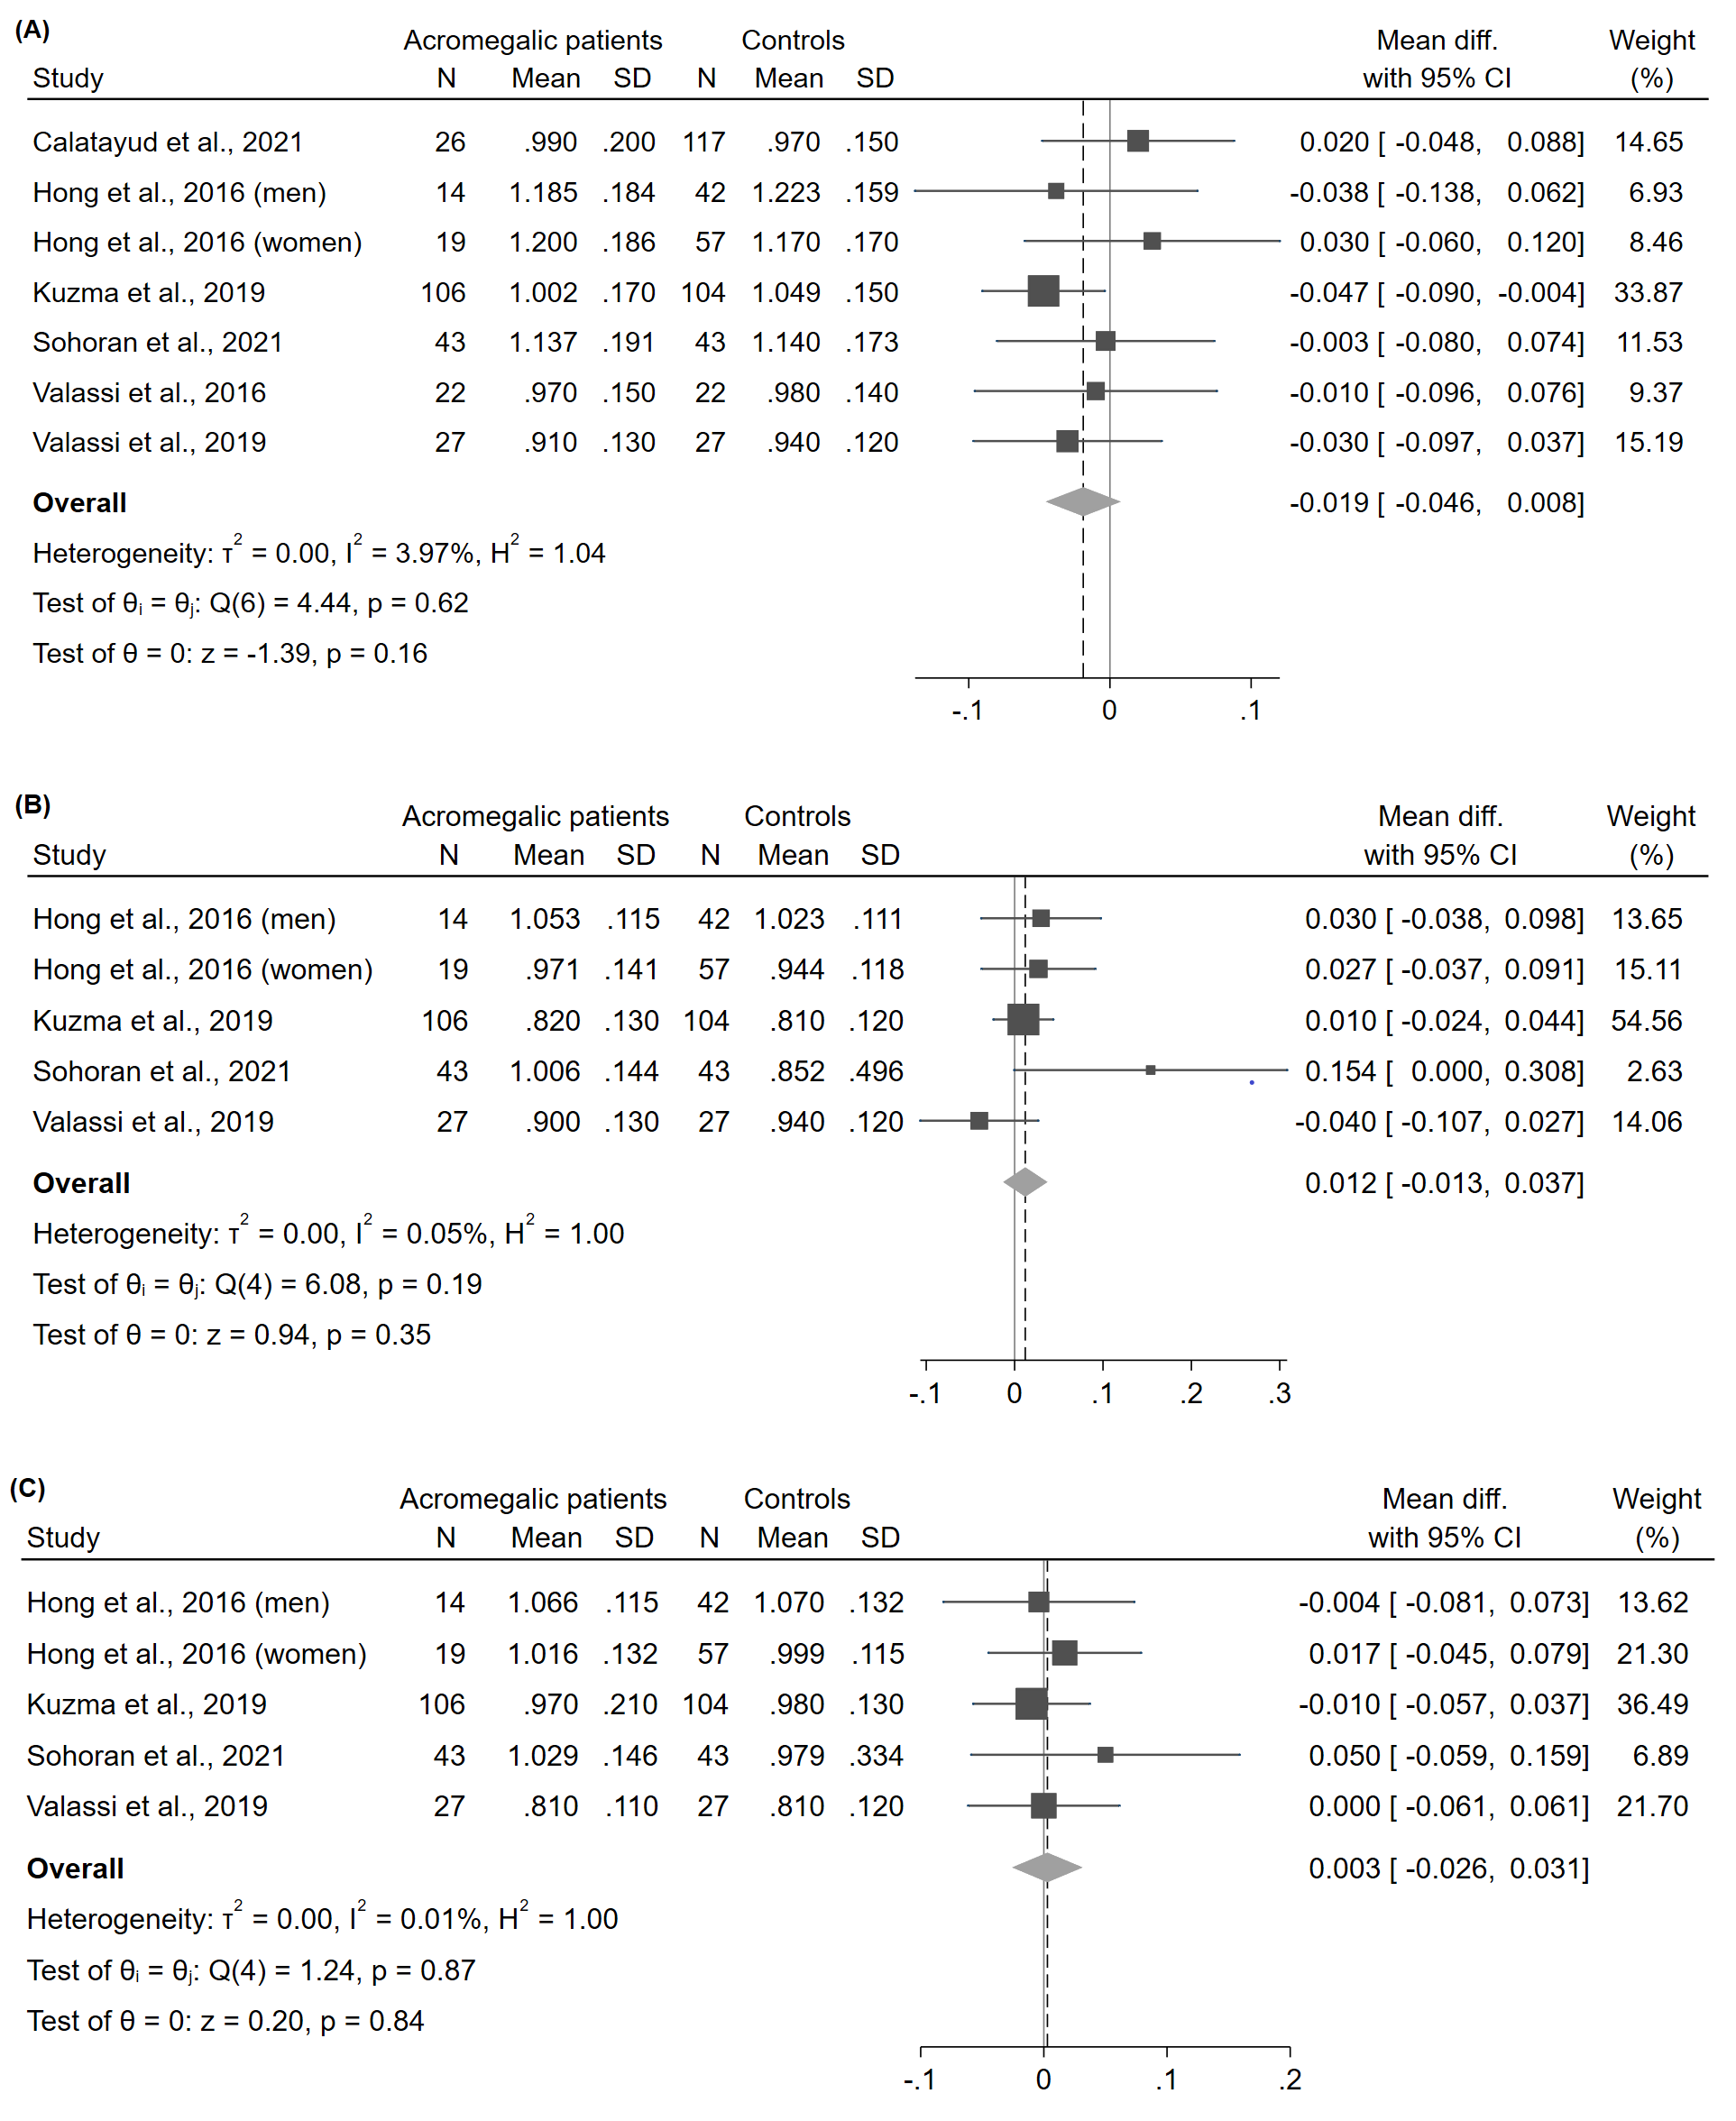 (A)
Acromegalic patients Controls Mean diff. Weight
Study N Mean SD N Mean SD with 95% CI (%)
Calatayud et al., 2021 26 .990 .200 117 .970 .150 0.020 [ -0.048, 0.088] 14.65
Hong et al., 2016 (men) 14 1.185 .184 42 1.223 .159 -0.038 [ -0.138, 0.062] 6.93
Hong et al., 2016 (women) 19 1.200 .186 57 1.170 .170 0.030 [ -0.060, 0.120] 8.46
Kuzma et al., 2019 106 1.002 .170 104 1.049 .150 -0.047 [ -0.090, -0.004] 33.87
Sohoran et al., 2021 43 1.137 .191 43 1.140 .173 -0.003 [ -0.080, 0.074] 11.53
Valassi et al., 2016 22 .970 .150 22 .980 .140 -0.010 [ -0.096, 0.076] 9.37
Valassi et al., 2019 27 .910 .130 27 .940 .120 -0.030 [ -0.097, 0.037] 15.19
Overall -0.019 [ -0.046, 0.008]
Heterogeneity: τ² = 0.00, I² = 3.97%, H² = 1.04
Test of θᵢ = θⱼ: Q(6) = 4.44, p = 0.62
Test of θ = 0: z = -1.39, p = 0.16
-.1 0 .1
(B)
Acromegalic patients Controls Mean diff. Weight
Study N Mean SD N Mean SD with 95% CI (%)
Hong et al., 2016 (men) 14 1.053 .115 42 1.023 .111 0.030 [ -0.038, 0.098] 13.65
Hong et al., 2016 (women) 19 .971 .141 57 .944 .118 0.027 [ -0.037, 0.091] 15.11
Kuzma et al., 2019 106 .820 .130 104 .810 .120 0.010 [ -0.024, 0.044] 54.56
Sohoran et al., 2021 43 1.006 .144 43 .852 .496 0.154 [ 0.000, 0.308] 2.63
Valassi et al., 2019 27 .900 .130 27 .940 .120 -0.040 [ -0.107, 0.027] 14.06
Overall 0.012 [ -0.013, 0.037]
Heterogeneity: τ² = 0.00, I² = 0.05%, H² = 1.00
Test of θᵢ = θⱼ: Q(4) = 6.08, p = 0.19
Test of θ = 0: z = 0.94, p = 0.35
-.1 0 .1 .2 .3
(C)
Acromegalic patients Controls Mean diff. Weight
Study N Mean SD N Mean SD with 95% CI (%)
Hong et al., 2016 (men) 14 1.066 .115 42 1.070 .132 -0.004 [ -0.081, 0.073] 13.62
Hong et al., 2016 (women) 19 1.016 .132 57 .999 .115 0.017 [ -0.045, 0.079] 21.30
Kuzma et al., 2019 106 .970 .210 104 .980 .130 -0.010 [ -0.057, 0.037] 36.49
Sohoran et al., 2021 43 1.029 .146 43 .979 .334 0.050 [ -0.059, 0.159] 6.89
Valassi et al., 2019 27 .810 .110 27 .810 .120 0.000 [ -0.061, 0.061] 21.70
Overall 0.003 [ -0.026, 0.031]
Heterogeneity: τ² = 0.00, I² = 0.01%, H² = 1.00
Test of θᵢ = θⱼ: Q(4) = 1.24, p = 0.87
Test of θ = 0: z = 0.20, p = 0.84
-.1 0 .1 .2